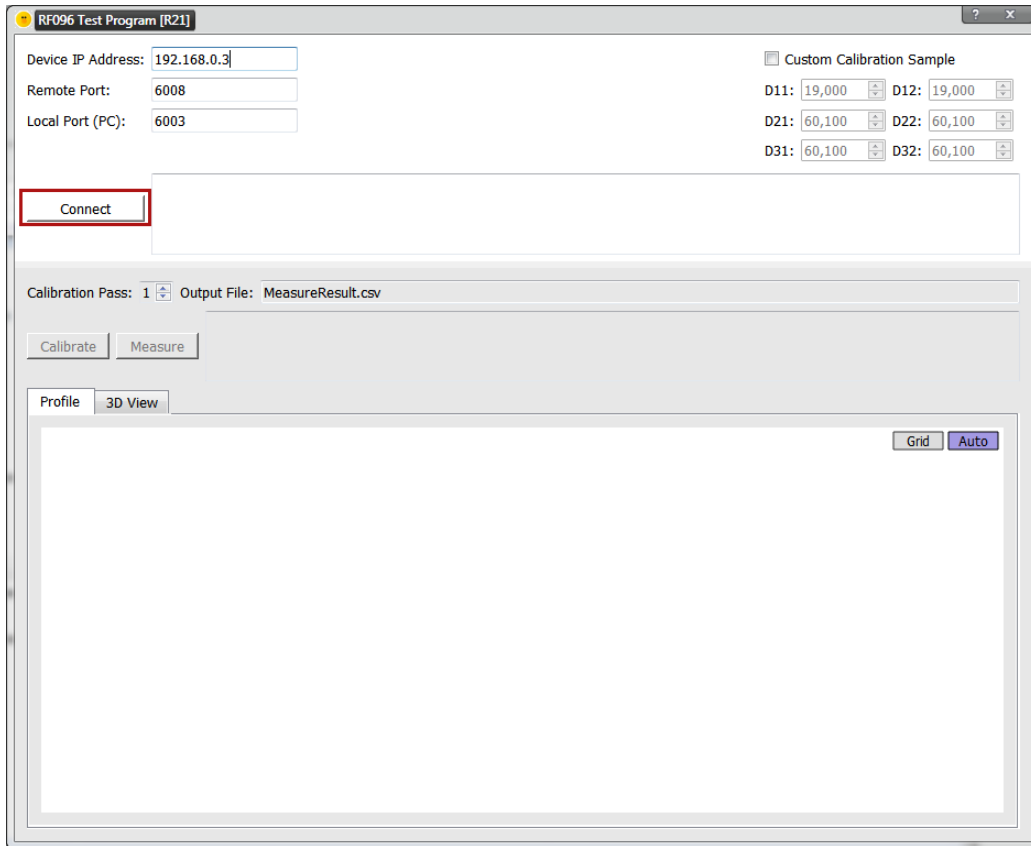 RF096 Test Program [R21]
? x
Device IP Address: 192.168.0.3
Custom Calibration Sample
Remote Port: 6008
D11: 19,000 D12: 19,000
Local Port (PC): 6003
D21: 60,100 D22: 60,100
D31: 60,100 D32: 60,100
Connect
Calibration Pass: 1 Output File: MeasureResult.csv
Calibrate Measure
Profile 3D View
Grid Auto